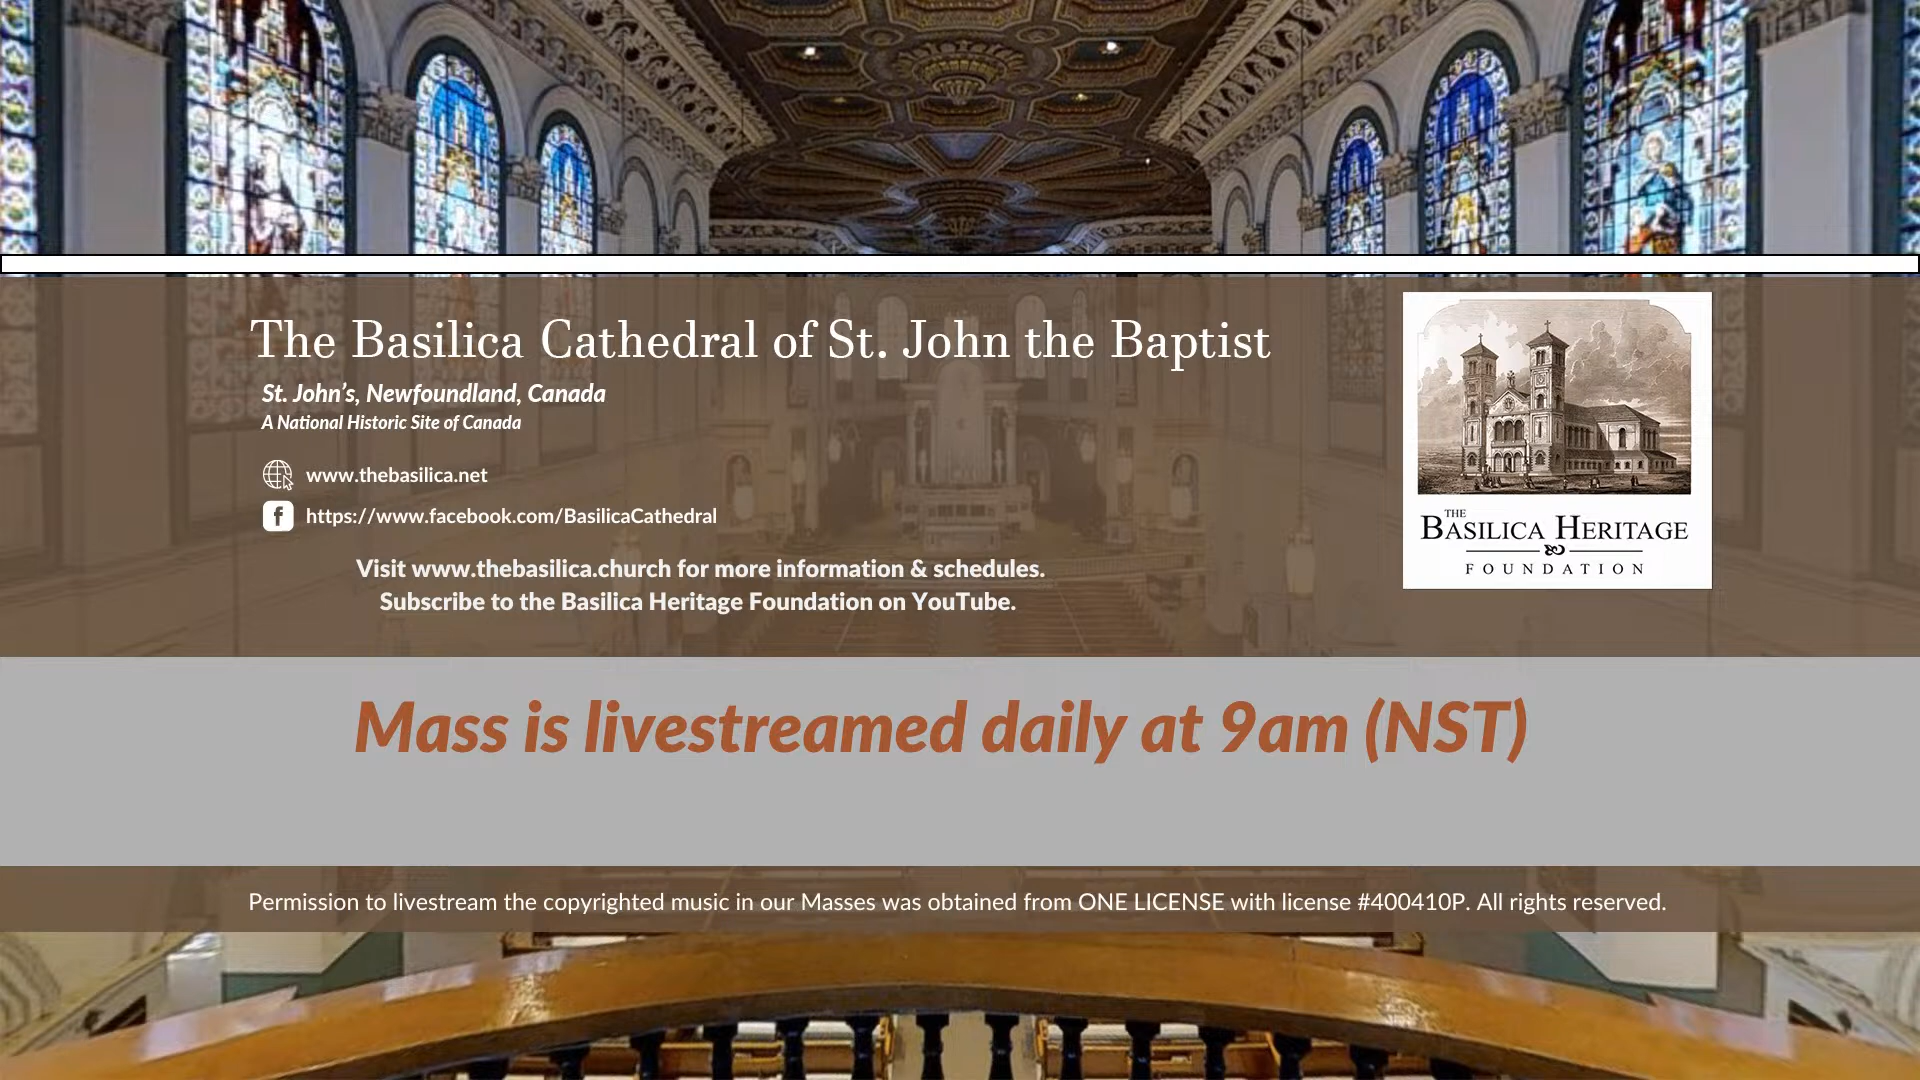 The Basilica Cathedral of St. John the Baptist
St. John's, Newfoundland, Canada
A National Historic Site of Canada
www.thebasilica.net
f https://www.facebook.com/BasilicaCathedral
Visit www.thebasilica.church for more information & schedules.
Subscribe to the Basilica Heritage Foundation on YouTube.
THE
BASILICA HERITAGE
FOUNDATION
Mass is livestreamed daily at 9am (NST)
Permission to livestream the copyrighted music in our Masses was obtained from ONE LICENSE with license #400410P. All rights reserved.